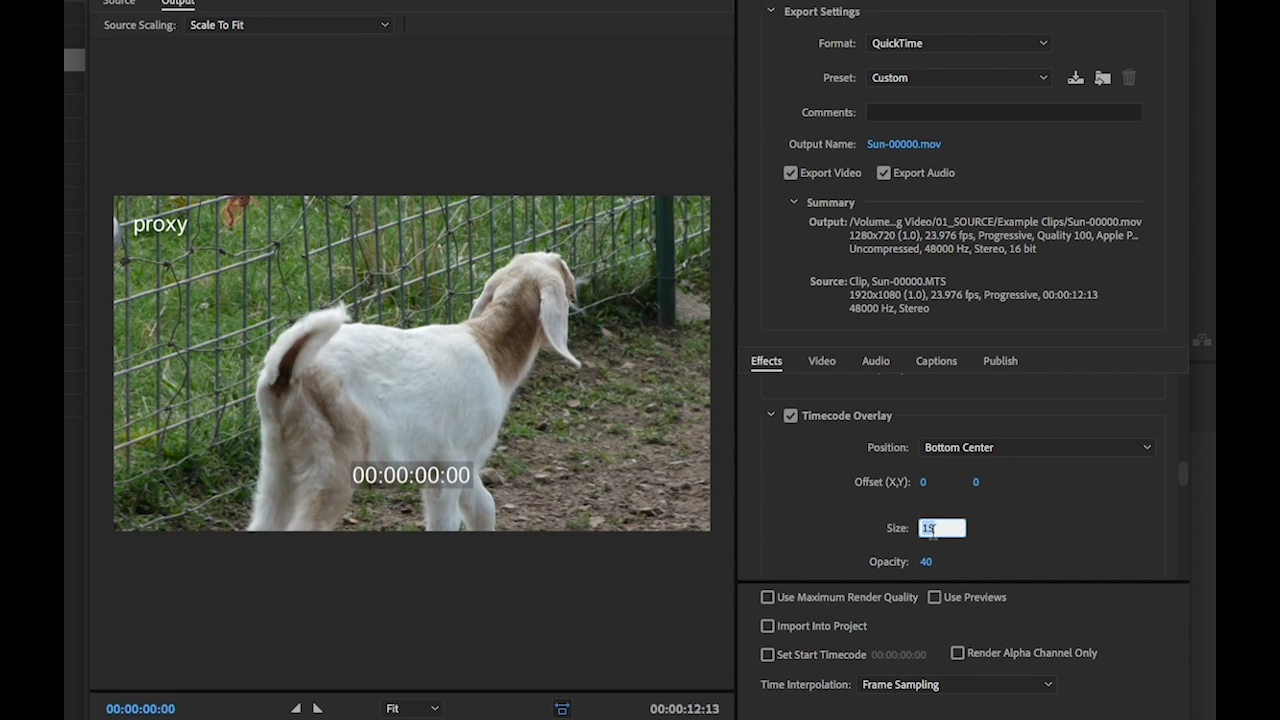 Source Output
Source Scaling: Scale To Fit
proxy
00:00:00:00
00:00:00:00 Fit 00:00:12:13
Export Settings
Format: QuickTime
Preset: Custom
Comments:
Output Name: Sun-00000.mov
Export Video Export Audio
Summary
Output: /Volume...g Video/01_SOURCE/Example Clips/Sun-00000.mov
1280x720 (1.0), 23.976 fps, Progressive, Quality 100, Apple P...
Uncompressed, 48000 Hz, Stereo, 16 bit
Source: Clip, Sun-00000.MTS
1920x1080 (1.0), 23.976 fps, Progressive, 00:00:12:13
48000 Hz, Stereo
Effects Video Audio Captions Publish
Timecode Overlay
Position: Bottom Center
Offset (X,Y): 0 0
Size: 15
Opacity: 40
Use Maximum Render Quality Use Previews
Import Into Project
Set Start Timecode 00:00:00:00 Render Alpha Channel Only
Time Interpolation: Frame Sampling